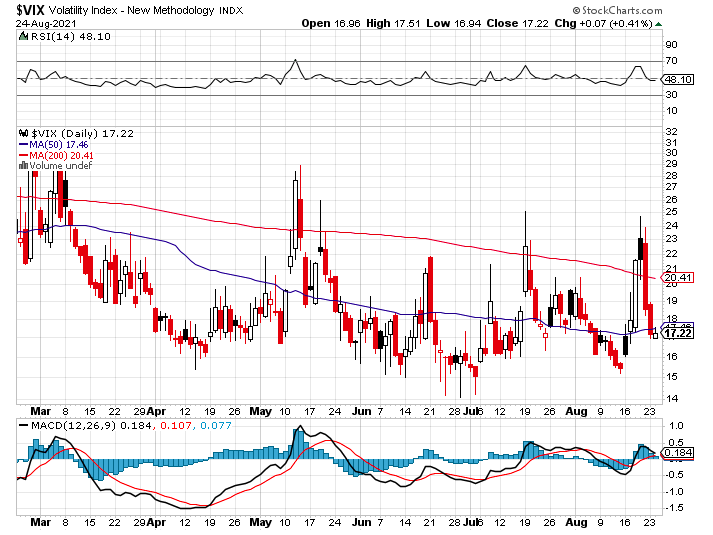 $VIX Volatility Index - New Methodology INDX
© StockCharts.com
24-Aug-2021
Open 16.96 High 17.51 Low 16.94 Close 17.22 Chg +0.07 (+0.41%)
RSI(14) 48.10
90
70
50
48.10
30
10
$VIX (Daily) 17.22
MA(50) 17.46
MA(200) 20.41
Volume undef
32
31
30
29
28
27
26
25
24
23
22
21
20.41
20
19
18
17.46
17.22
17
16
15
14
Mar 8 15 22 29 Apr 12 19 26 May 10 17 24 Jun 7 14 21 28 Jul 6 12 19 26 Aug 9 16 23
MACD(12,26,9) 0.184, 0.107, 0.077
1.0
0.5
0.184
-0.5
-1.0
-1.5
Mar 8 15 22 29 Apr 12 19 26 May 10 17 24 Jun 7 14 21 28 Jul 6 12 19 26 Aug 9 16 23